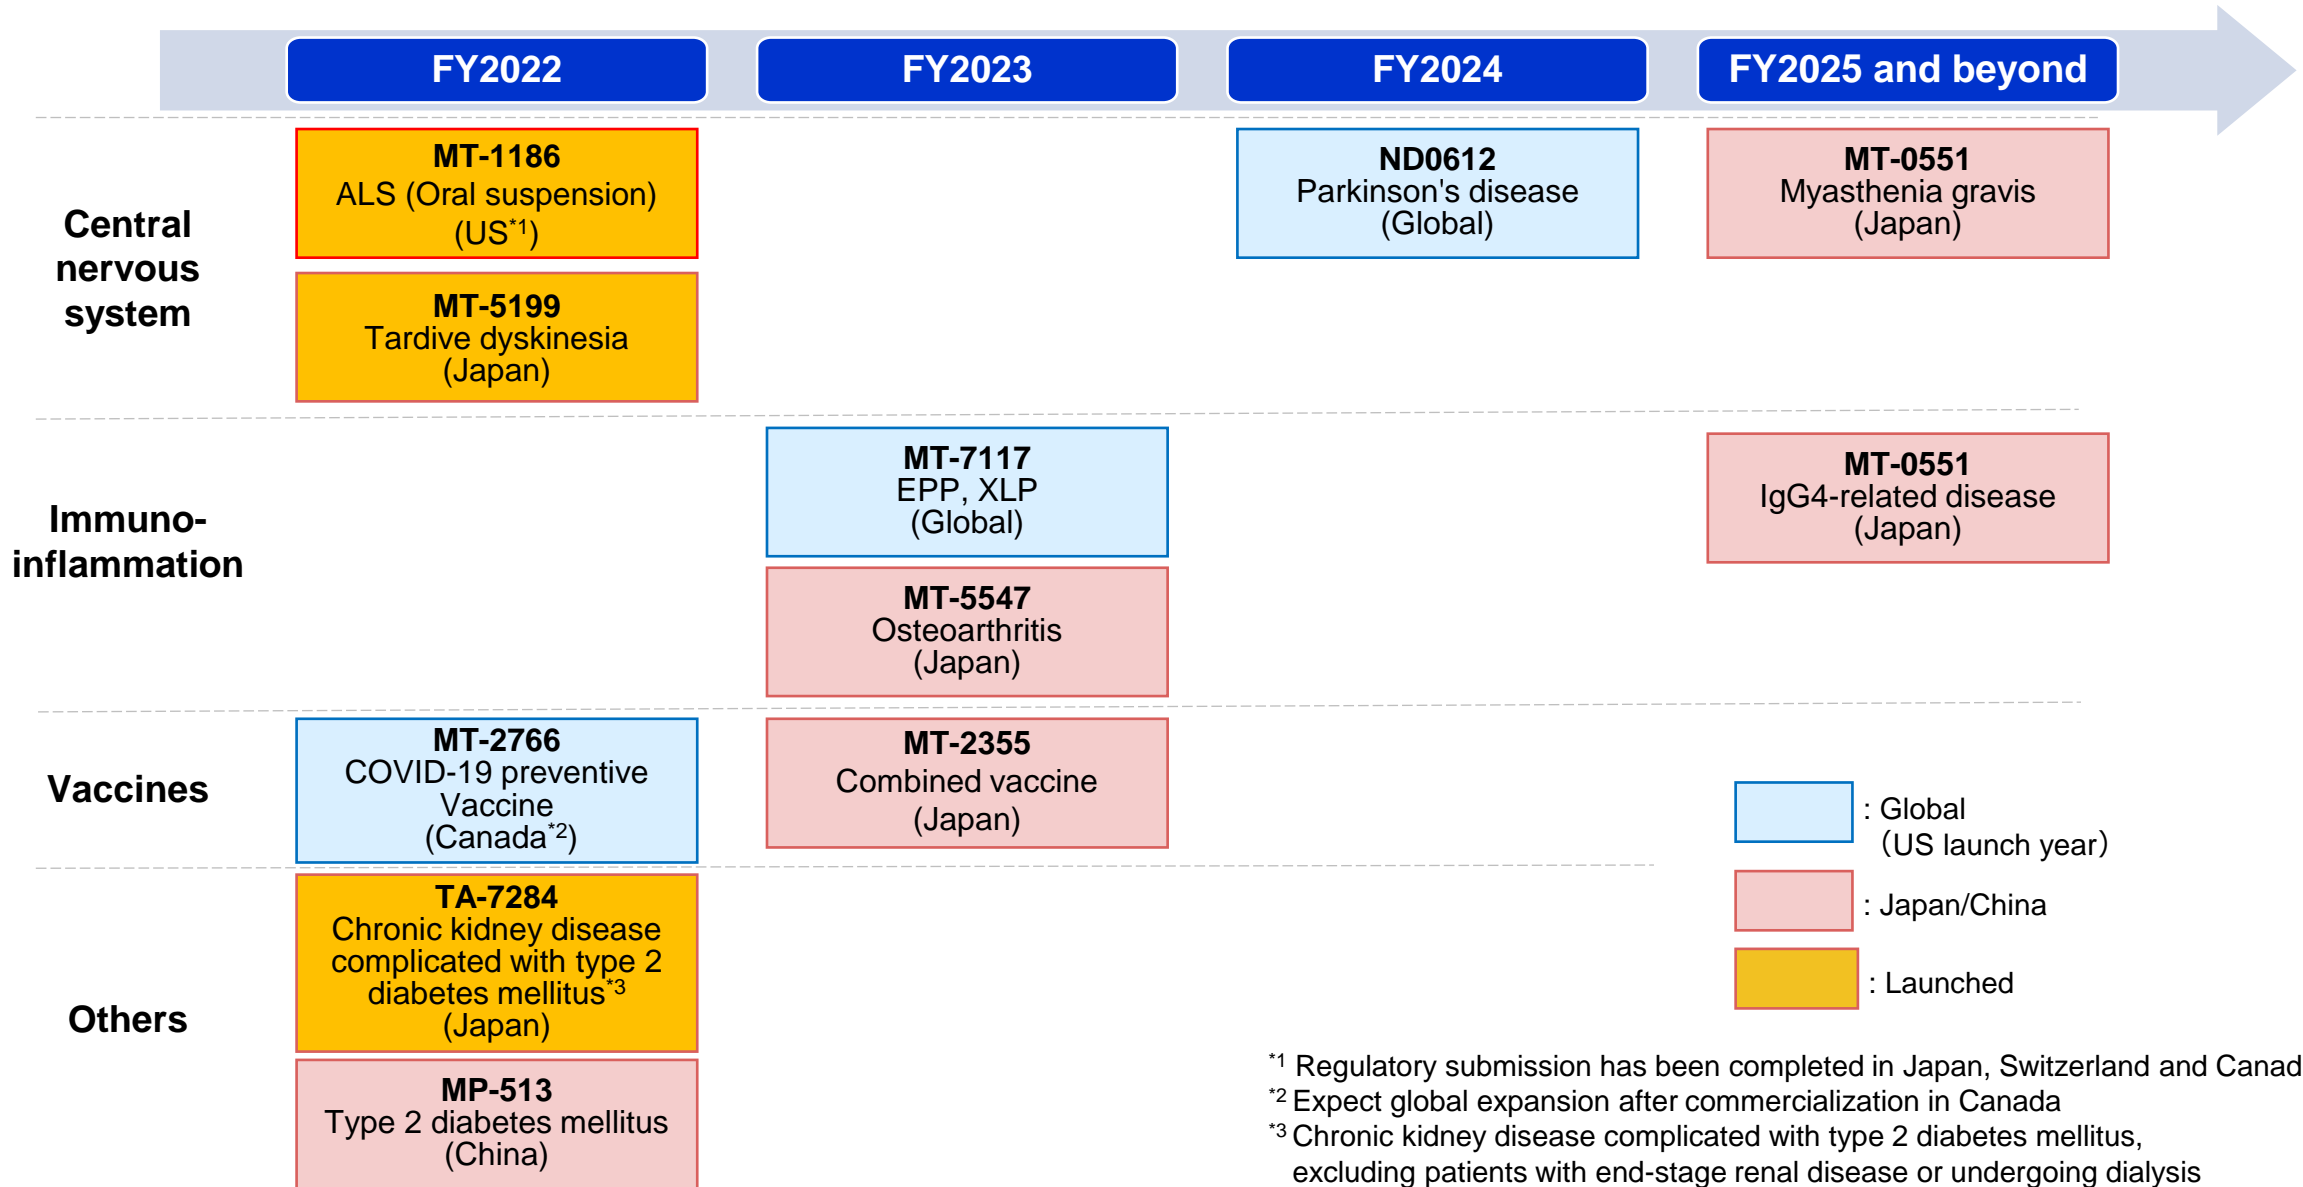 FY2022
FY2023
FY2024
FY2025 and beyond
Central
nervous
system
MT-1186
ALS (Oral suspension)
(US*1)
MT-5199
Tardive dyskinesia
(Japan)
ND0612
Parkinson's disease
(Global)
MT-0551
Myasthenia gravis
(Japan)
Immuno-
inflammation
MT-7117
EPP, XLP
(Global)
MT-5547
Osteoarthritis
(Japan)
MT-0551
IgG4-related disease
(Japan)
Vaccines
MT-2766
COVID-19 preventive
Vaccine
(Canada*2)
MT-2355
Combined vaccine
(Japan)
Others
TA-7284
Chronic kidney disease
complicated with type 2
diabetes mellitus*3
(Japan)
MP-513
Type 2 diabetes mellitus
(China)
: Global
（US launch year）
: Japan/China
: Launched
*1 Regulatory submission has been completed in Japan, Switzerland and Canad
*2 Expect global expansion after commercialization in Canada
*3 Chronic kidney disease complicated with type 2 diabetes mellitus,
excluding patients with end-stage renal disease or undergoing dialysis